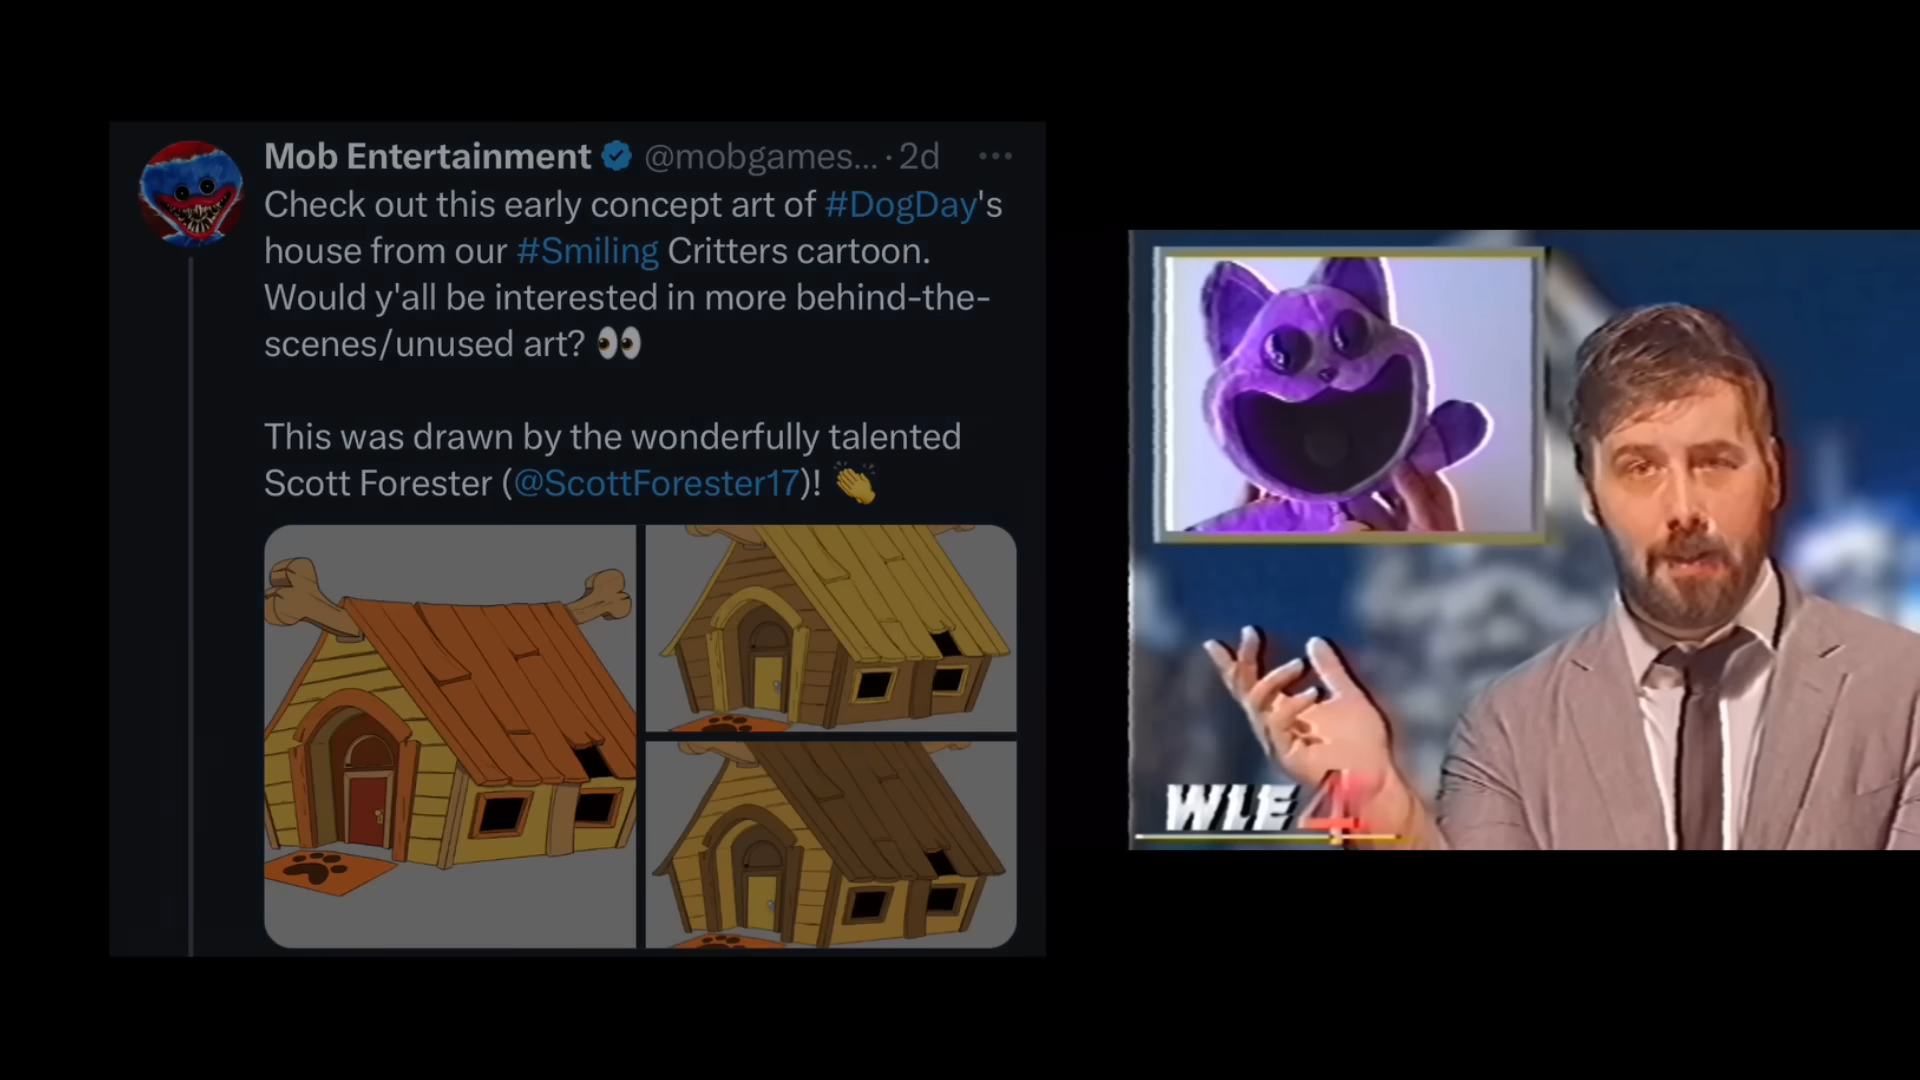 Mob Entertainment @mobgames... · 2d ...
Check out this early concept art of #DogDay's
house from our #Smiling Critters cartoon.
Would y'all be interested in more behind-the-
scenes/unused art? 👀
This was drawn by the wonderfully talented
Scott Forester (@ScottForester17)! 👏
WLE4